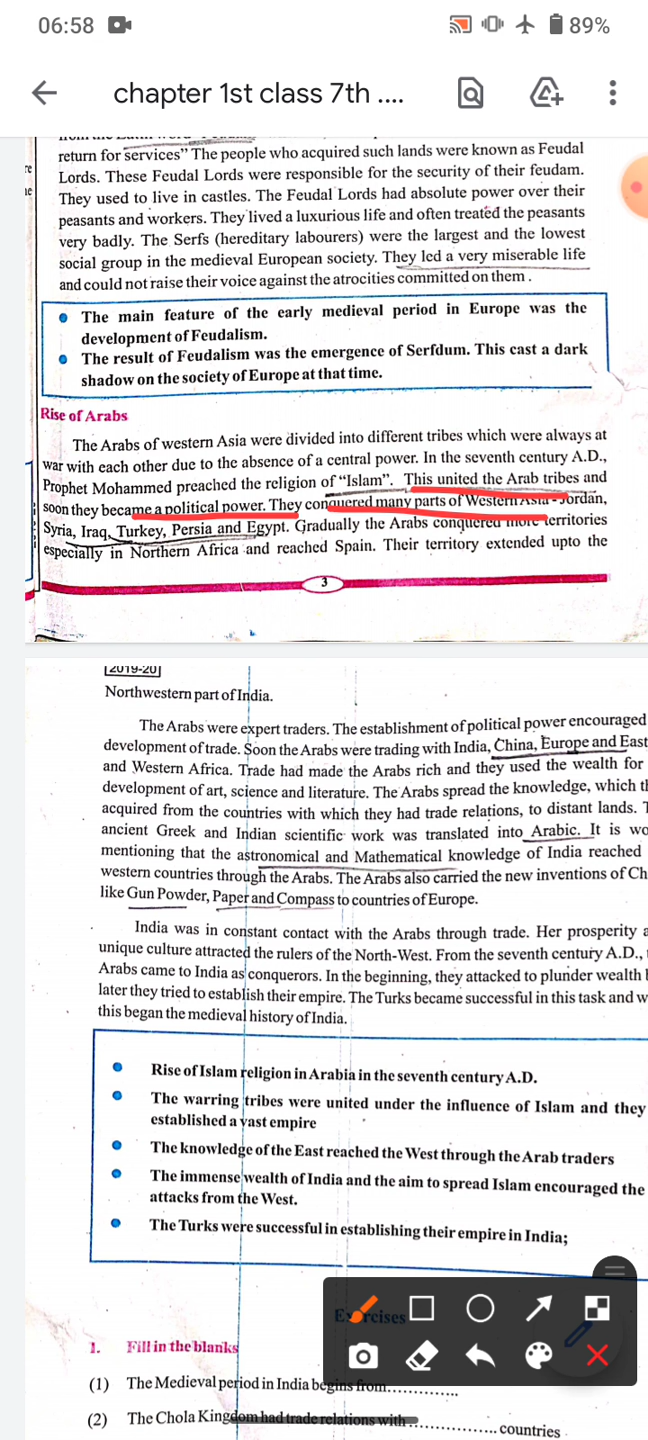 06:58
89%
chapter 1st class 7th ....
return for services” The people who acquired such lands were known as Feudal
Lords. These Feudal Lords were responsible for the security of their feudam.
They used to live in castles. The Feudal Lords had absolute power over their
peasants and workers. They lived a luxurious life and often treated the peasants
very badly. The Serfs (hereditary labourers) were the largest and the lowest
social group in the medieval European society. They led a very miserable life
and could not raise their voice against the atrocities committed on them .
• The main feature of the early medieval period in Europe was the
development of Feudalism.
• The result of Feudalism was the emergence of Serfdum. This cast a dark
shadow on the society of Europe at that time.
Rise of Arabs
The Arabs of western Asia were divided into different tribes which were always at
war with each other due to the absence of a central power. In the seventh century A.D.,
Prophet Mohammed preached the religion of “Islam”. This united the Arab tribes and
soon they became a political power. They conquered many parts of Western Asia - Jordan,
Syria, Iraq, Turkey, Persia and Egypt. Gradually the Arabs conquered more territories
especially in Northern Africa and reached Spain. Their territory extended upto the
3
[2019-20]
Northwestern part of India.
The Arabs were expert traders. The establishment of political power encouraged
development of trade. Soon the Arabs were trading with India, China, Europe and East
and Western Africa. Trade had made the Arabs rich and they used the wealth for
development of art, science and literature. The Arabs spread the knowledge, which th
acquired from the countries with which they had trade relations, to distant lands. T
ancient Greek and Indian scientific work was translated into Arabic. It is wo
mentioning that the astronomical and Mathematical knowledge of India reached
western countries through the Arabs. The Arabs also carried the new inventions of Ch
like Gun Powder, Paper and Compass to countries of Europe.
India was in constant contact with the Arabs through trade. Her prosperity a
unique culture attracted the rulers of the North-West. From the seventh century A.D.,
Arabs came to India as conquerors. In the beginning, they attacked to plunder wealth b
later they tried to establish their empire. The Turks became successful in this task and w
this began the medieval history of India.
• Rise of Islam religion in Arabia in the seventh century A.D.
• The warring tribes were united under the influence of Islam and they
established a vast empire
• The knowledge of the East reached the West through the Arab traders
• The immense wealth of India and the aim to spread Islam encouraged the
attacks from the West.
• The Turks were successful in establishing their empire in India;
Exercises
1. Fill in the blanks
(1) The Medieval period in India begins from..................
(2) The Chola Kingdom had trade relations with .................. countries